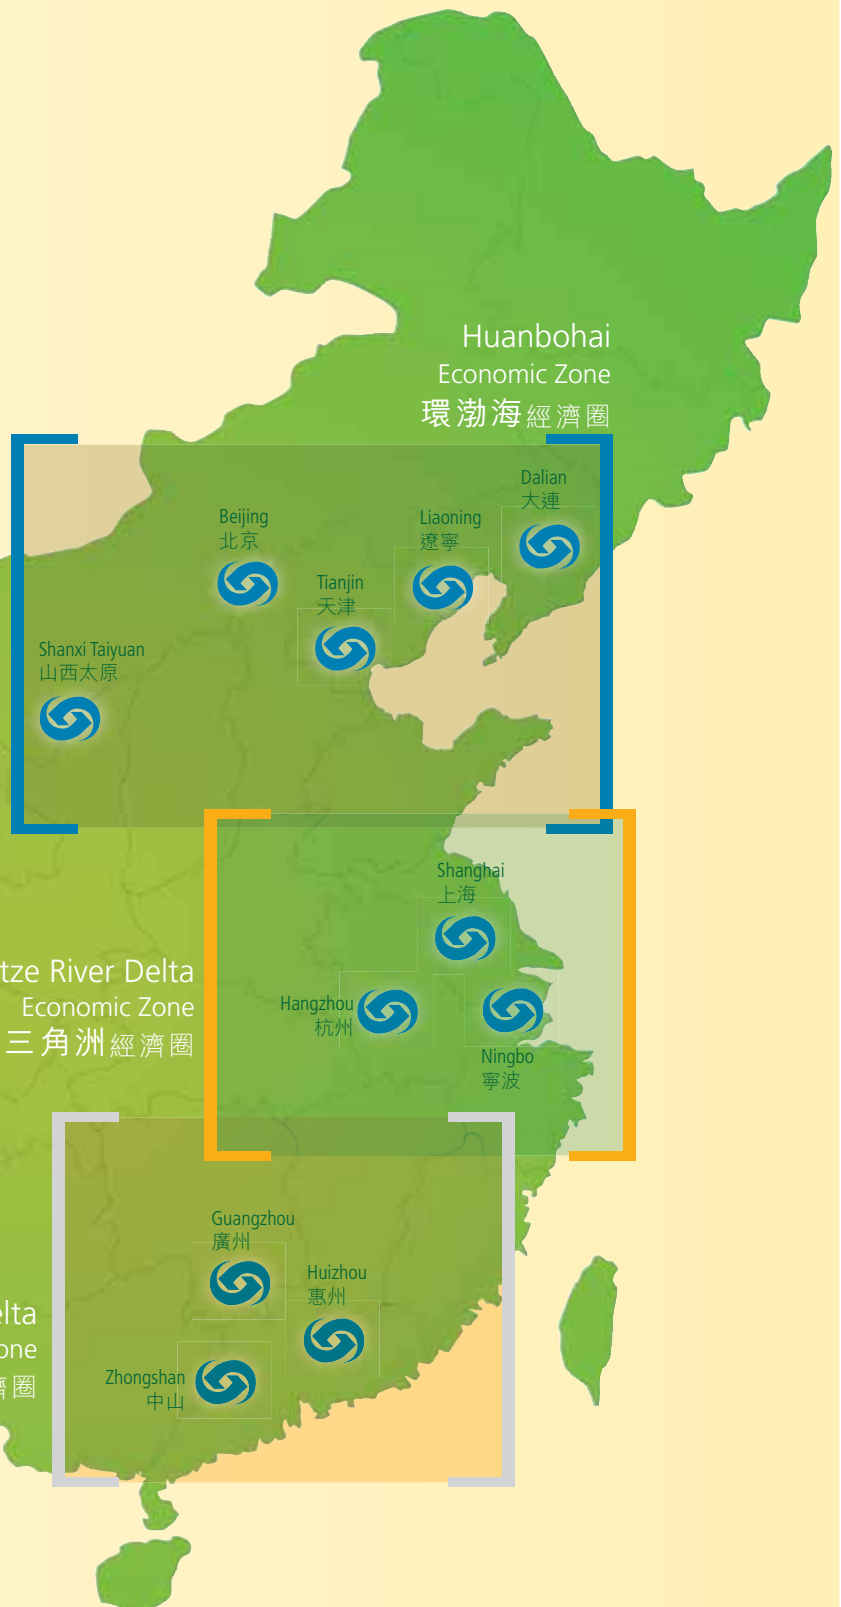 Huanbohai
Economic Zone
環渤海經濟圈
Dalian
大連
Beijing
北京
Liaoning
遼寧
Tianjin
天津
Shanxi Taiyuan
山西太原
Shanghai
上海
tze River Delta
Economic Zone
三角洲經濟圈
Hangzhou
杭州
Ningbo
寧波
Guangzhou
廣州
Huizhou
惠州
elta
one
濟圈
Zhongshan
中山